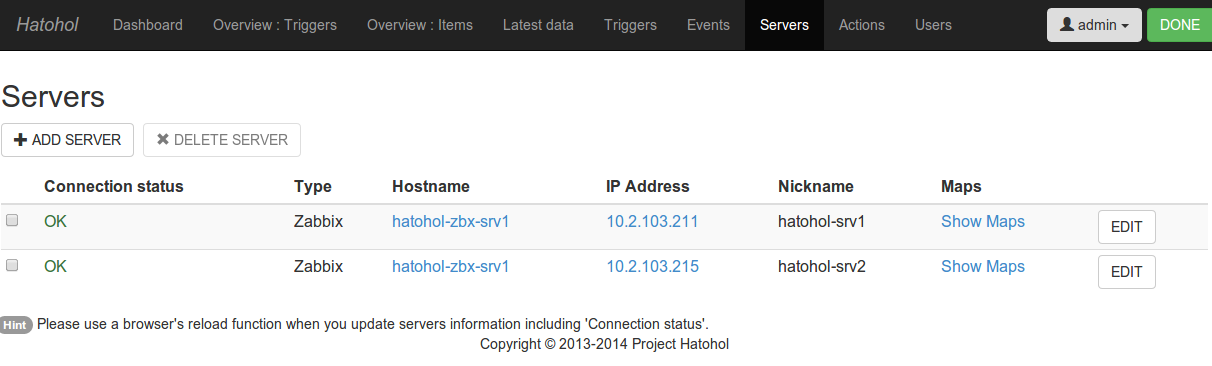 Hatohol Dashboard Overview : Triggers Overview : Items Latest data Triggers Events Servers Actions Users admin DONE
Servers
ADD SERVER DELETE SERVER
Connection status Type Hostname IP Address Nickname Maps
OK Zabbix hatohol-zbx-srv1 10.2.103.211 hatohol-srv1 Show Maps EDIT
OK Zabbix hatohol-zbx-srv1 10.2.103.215 hatohol-srv2 Show Maps EDIT
Hint Please use a browser's reload function when you update servers information including 'Connection status'.
Copyright © 2013-2014 Project Hatohol